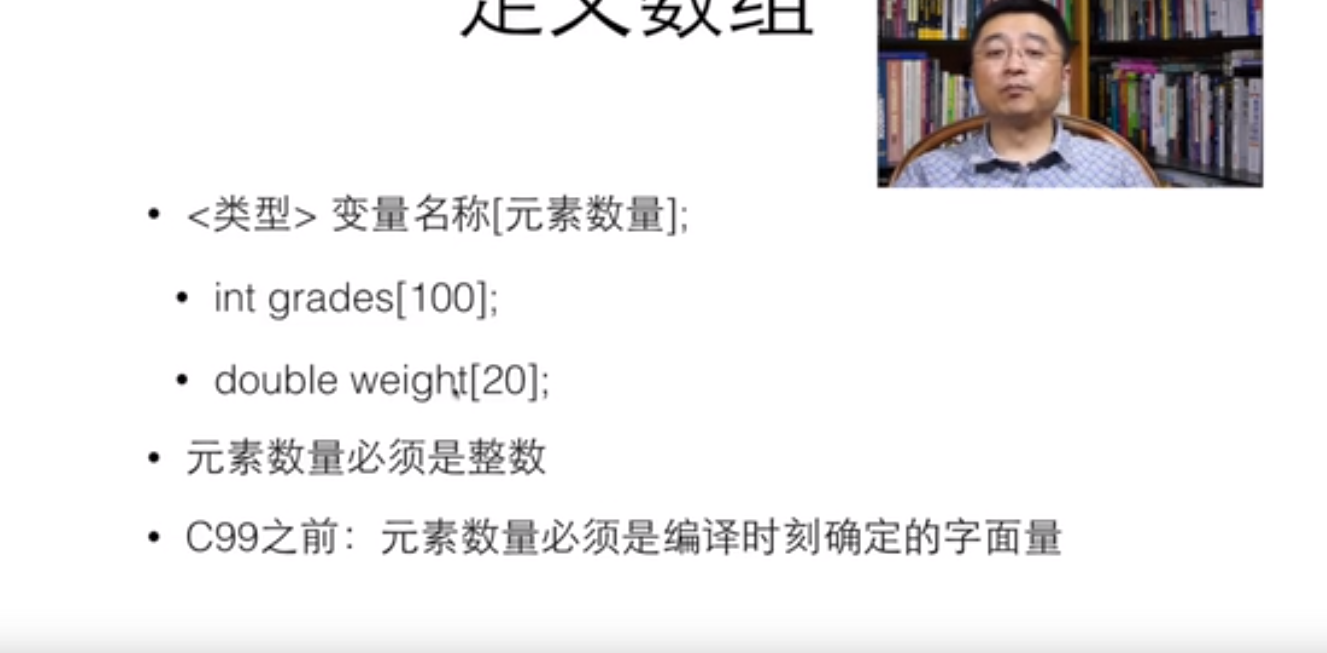 定义数组
<类型> 变量名称[元素数量];
int grades[100];
double weight[20];
元素数量必须是整数
C99之前：元素数量必须是编译时刻确定的字面量